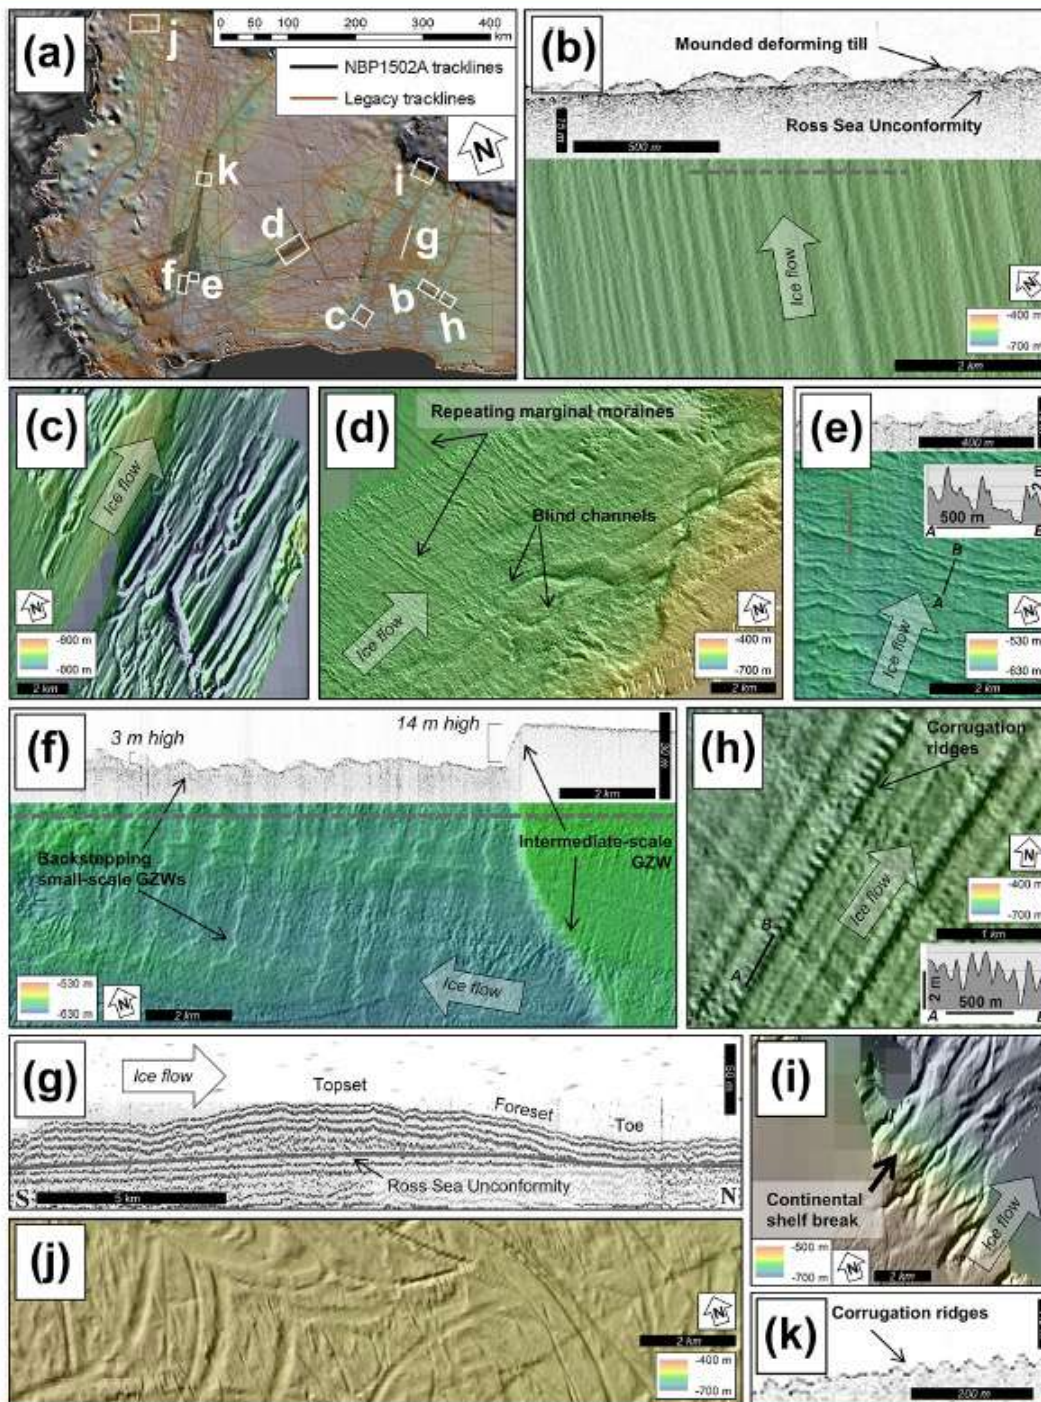 (a)
0 50 100 200 300 400
km
NBP1502A tracklines
Legacy tracklines
N
j
k
i
d
g
f
e
b
c
h
(b)
Mounded deforming till
Ross Sea Unconformity
500 m
Ice flow
N
-400 m
-700 m
2 km
(c)
Ice flow
N
-600 m
-800 m
2 km
(d)
Repeating marginal moraines
Blind channels
Ice flow
N
-400 m
-700 m
2 km
(e)
400 m
B
2
500 m
A
B
A
Ice flow
N
-530 m
-630 m
2 km
(f)
3 m high
14 m high
2 km
Backstepping
small-scale GZWs
Intermediate-scale
GZW
-530 m
-630 m
N
2 km
Ice flow
(h)
Corrugation
ridges
N
Ice flow
-400 m
-700 m
1 km
B
A
2 m
500 m
A
(g)
Ice flow
Topset
Foreset
Toe
Ross Sea Unconformity
S
5 km
N
(i)
Continental
shelf break
Ice flow
-500 m
-700 m
N
2 km
(j)
N
2 km
-400 m
-700 m
(k)
Corrugation ridges
200 m